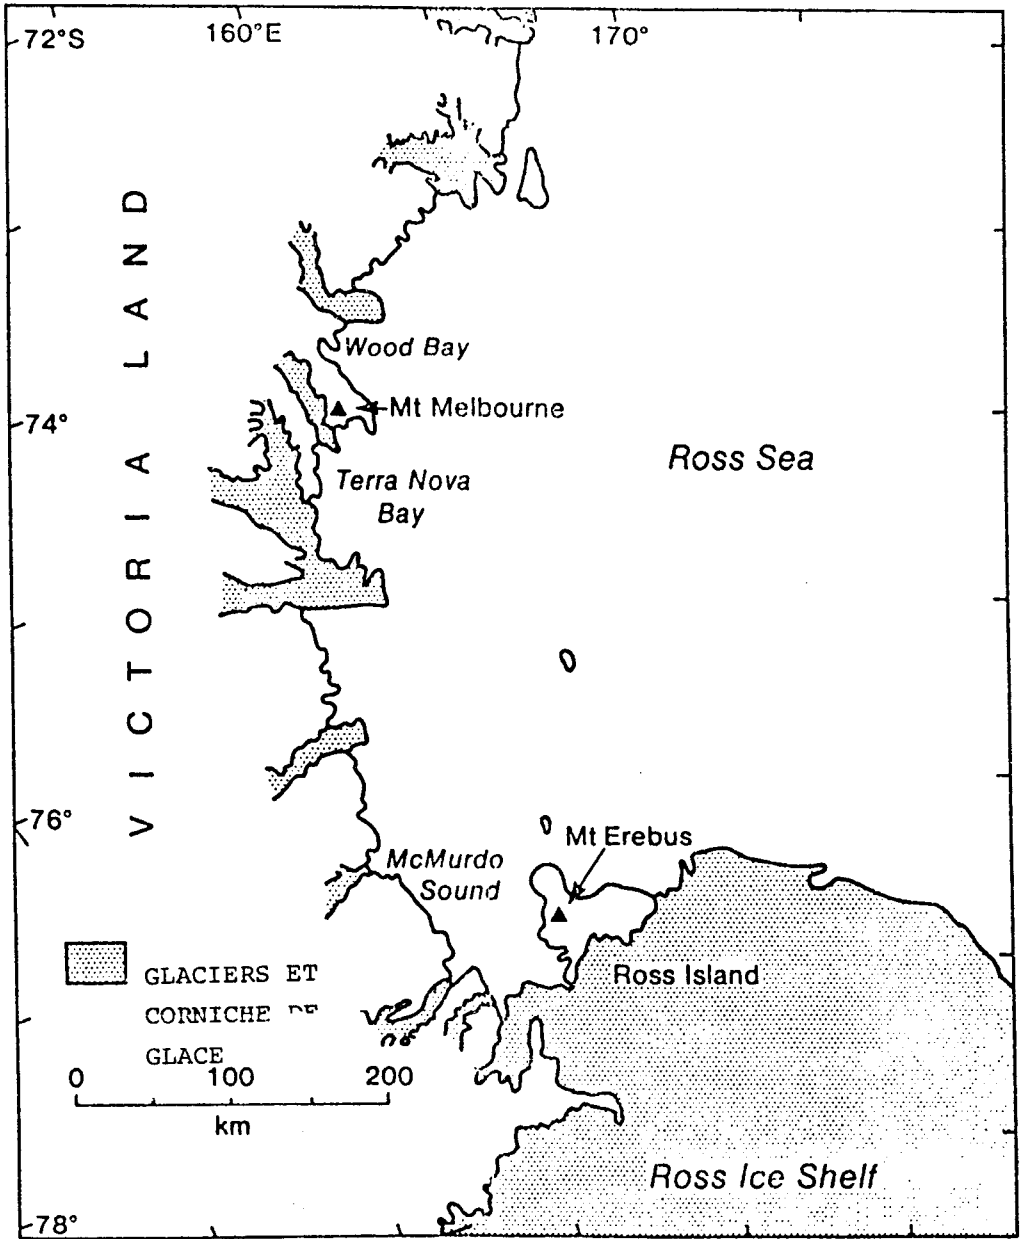 72°S
160°E
170°
VICTORIA LAND
Wood Bay
Mt Melbourne
74°
Ross Sea
Terra Nova
Bay
76°
Mt Erebus
McMurdo
Sound
Ross Island
GLACIERS ET
CORNICHE
GLACE
0 100 200
km
Ross Ice Shelf
78°